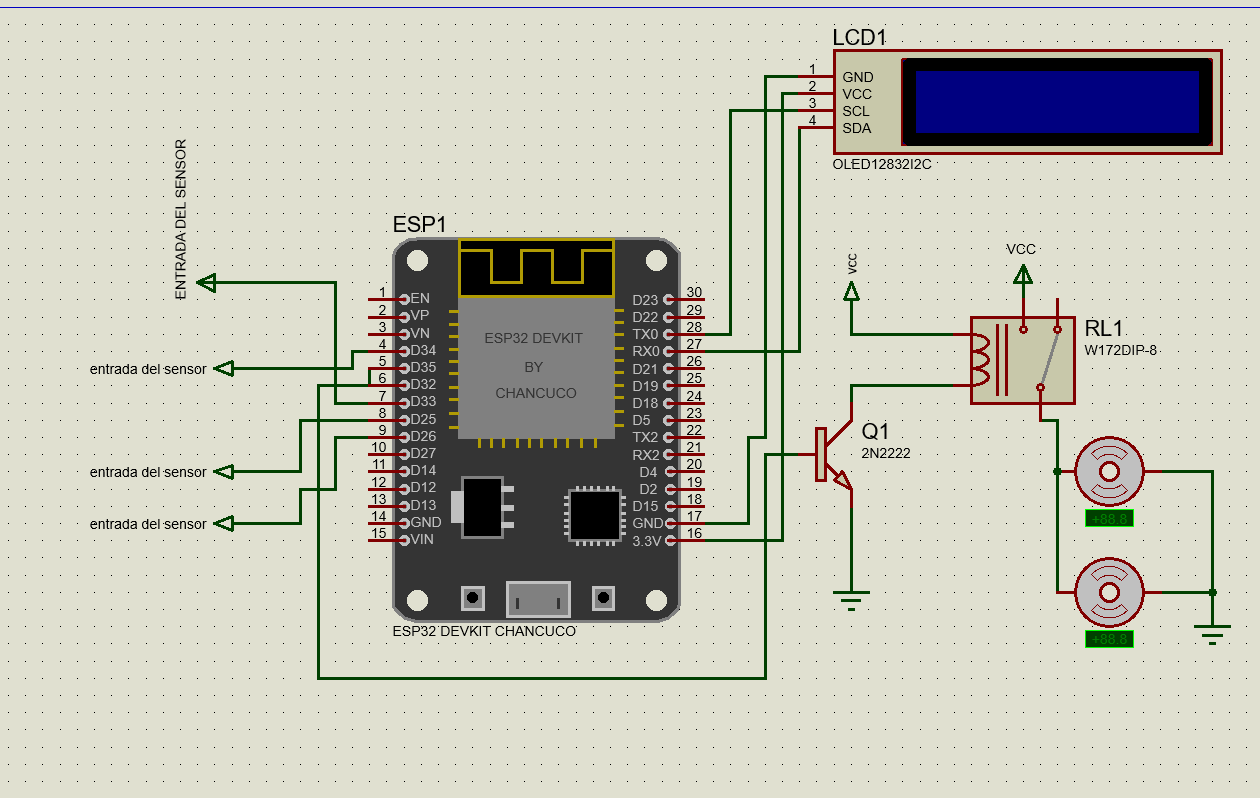 LCD1
1 GND
2 VCC
3 SCL
4 SDA
OLED12832I2C
ENTRADA DEL SENSOR
ESP1
VCC
VCC
1 EN
2 VP
3 VN
4 D34
5 D35
6 D32
7 D33
8 D25
9 D26
10 D27
11 D14
12 D12
13 D13
14 GND
15 VIN
D23 30
D22 29
TX0 28
RX0 27
D21 26
D19 25
D18 24
D5 23
TX2 22
RX2 21
D4 20
D2 19
D15 18
GND 17
3.3V 16
ESP32 DEVKIT
BY
CHANCUCO
entrada del sensor
entrada del sensor
entrada del sensor
RL1
W172DIP-8
Q1
2N2222
+88.8
+88.8
ESP32 DEVKIT CHANCUCO